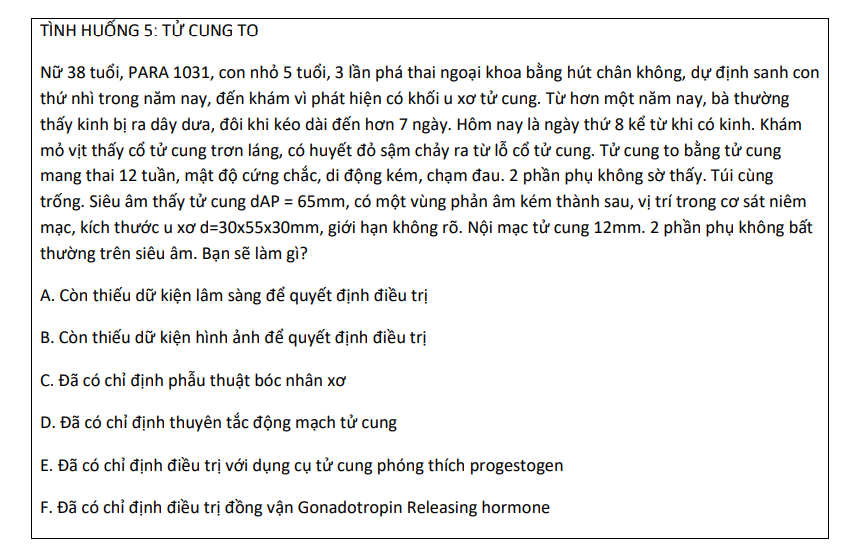 TÌNH HUỐNG 5: TỬ CUNG TO
Nữ 38 tuổi, PARA 1031, con nhỏ 5 tuổi, 3 lần phá thai ngoại khoa bằng hút chân không, dự định sanh con
thứ nhì trong năm nay, đến khám vì phát hiện có khối u xơ tử cung. Từ hơn một năm nay, bà thường
thấy kinh bị ra dây dưa, đôi khi kéo dài đến hơn 7 ngày. Hôm nay là ngày thứ 8 kể từ khi có kinh. Khám
mỏ vịt thấy cổ tử cung trơn láng, có huyết đỏ sậm chảy ra từ lỗ cổ tử cung. Tử cung to bằng tử cung
mang thai 12 tuần, mật độ cứng chắc, di động kém, chạm đau. 2 phần phụ không sờ thấy. Túi cùng
trống. Siêu âm thấy tử cung dAP = 65mm, có một vùng phản âm kém thành sau, vị trí trong cơ sát niêm
mạc, kích thước u xơ d=30x55x30mm, giới hạn không rõ. Nội mạc tử cung 12mm. 2 phần phụ không bất
thường trên siêu âm. Bạn sẽ làm gì?
A. Còn thiếu dữ kiện lâm sàng để quyết định điều trị
B. Còn thiếu dữ kiện hình ảnh để quyết định điều trị
C. Đã có chỉ định phẫu thuật bóc nhân xơ
D. Đã có chỉ định thuyên tắc động mạch tử cung
E. Đã có chỉ định điều trị với dụng cụ tử cung phóng thích progestogen
F. Đã có chỉ định điều trị đồng vận Gonadotropin Releasing hormone